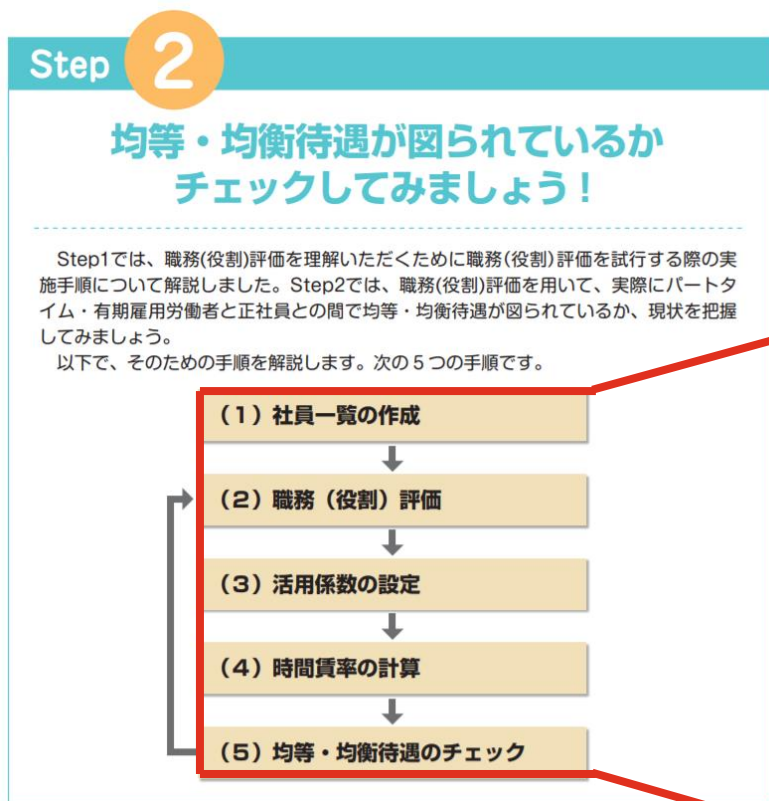 Step 2
均等・均衡待遇が図られているか
チェックしてみましょう！
　Step1では、職務(役割)評価を理解いただくために職務(役割)評価を試行する際の実
施手順について解説しました。Step2では、職務(役割)評価を用いて、実際にパートタ
イム・有期雇用労働者と正社員との間で均等・均衡待遇が図られているか、現状を把握
してみましょう。
　以下で、そのための手順を解説します。次の５つの手順です。
（1）社員一覧の作成
（2）職務（役割）評価
（3）活用係数の設定
（4）時間賃率の計算
（5）均等・均衡待遇のチェック